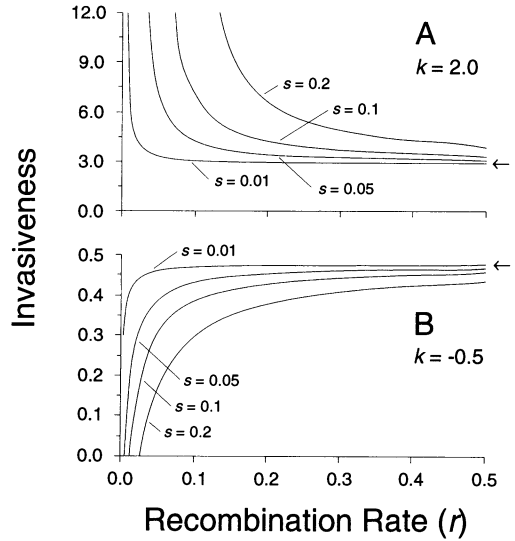 12.0
9.0
6.0
3.0
0.0
A
k = 2.0
s = 0.2
s = 0.1
s = 0.01
s = 0.05
←
Invasiveness
0.5
0.4
0.3
0.2
0.1
0.0
s = 0.01
←
B
k = -0.5
s = 0.05
s = 0.1
s = 0.2
0.0 0.1 0.2 0.3 0.4 0.5
Recombination Rate (r)